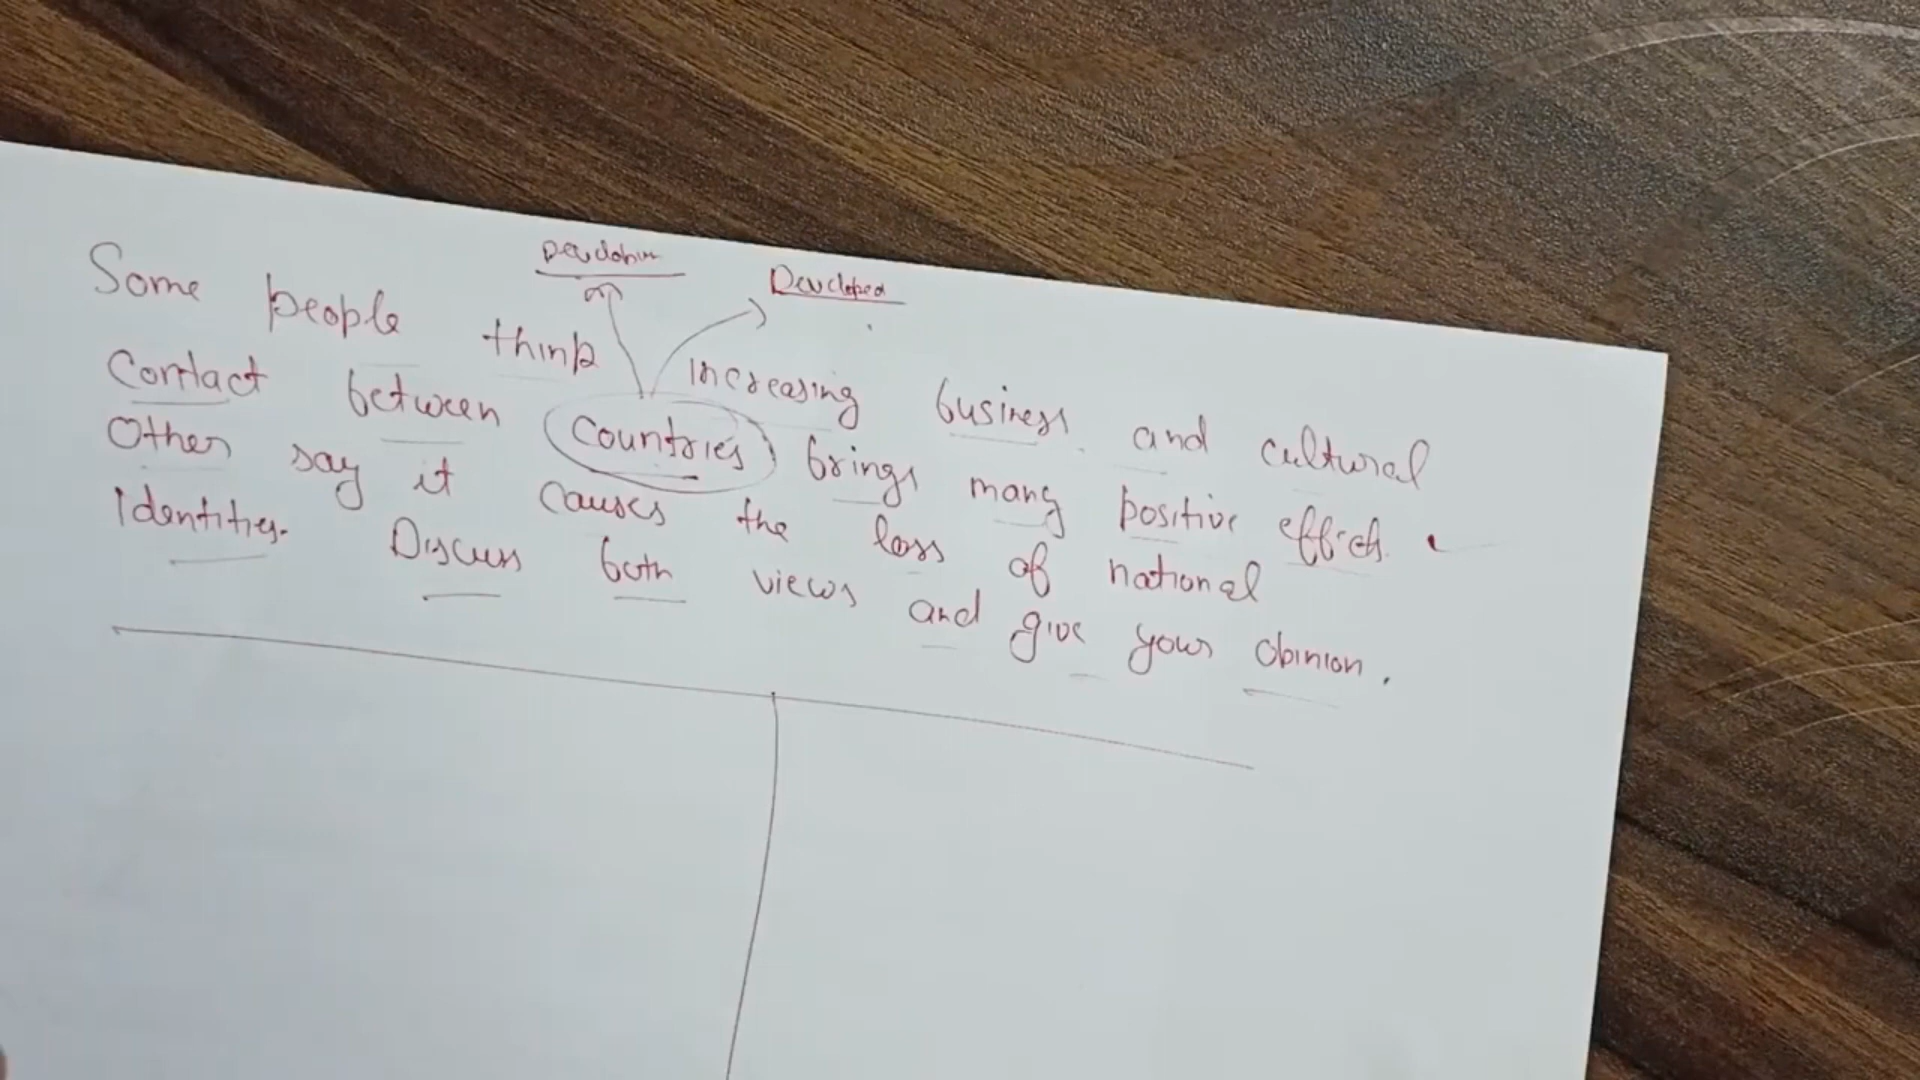 Developing
Developed
Some people think increasing business and cultural
Contact between Countries brings many positive effects.
Other say it causes the loss of national
Identities. Discuss both views and give your opinion.